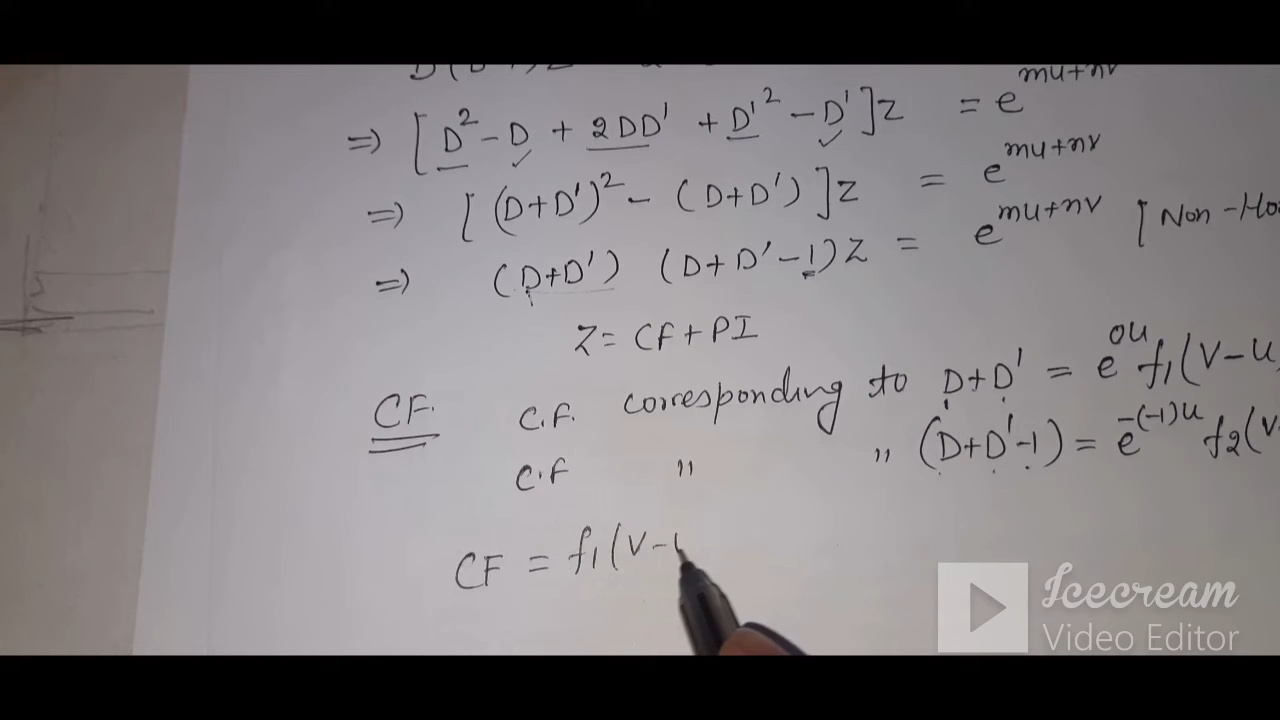 ⇒ [D² - D + 2DD' + D'² - D']z = e^{mu+nv}
⇒ [(D+D')² - (D+D')]z = e^{mu+nv}
⇒ (D+D') (D+D'-1)z = e^{mu+nv} [Non-Ho
z = CF + PI
CF. C.F. corresponding to D+D' = e^{0u} f₁(v-u
C.F " " (D+D'-1) = e^{-(-1)u} f₂(v-
CF = f₁(v-
Icecream
Video Editor